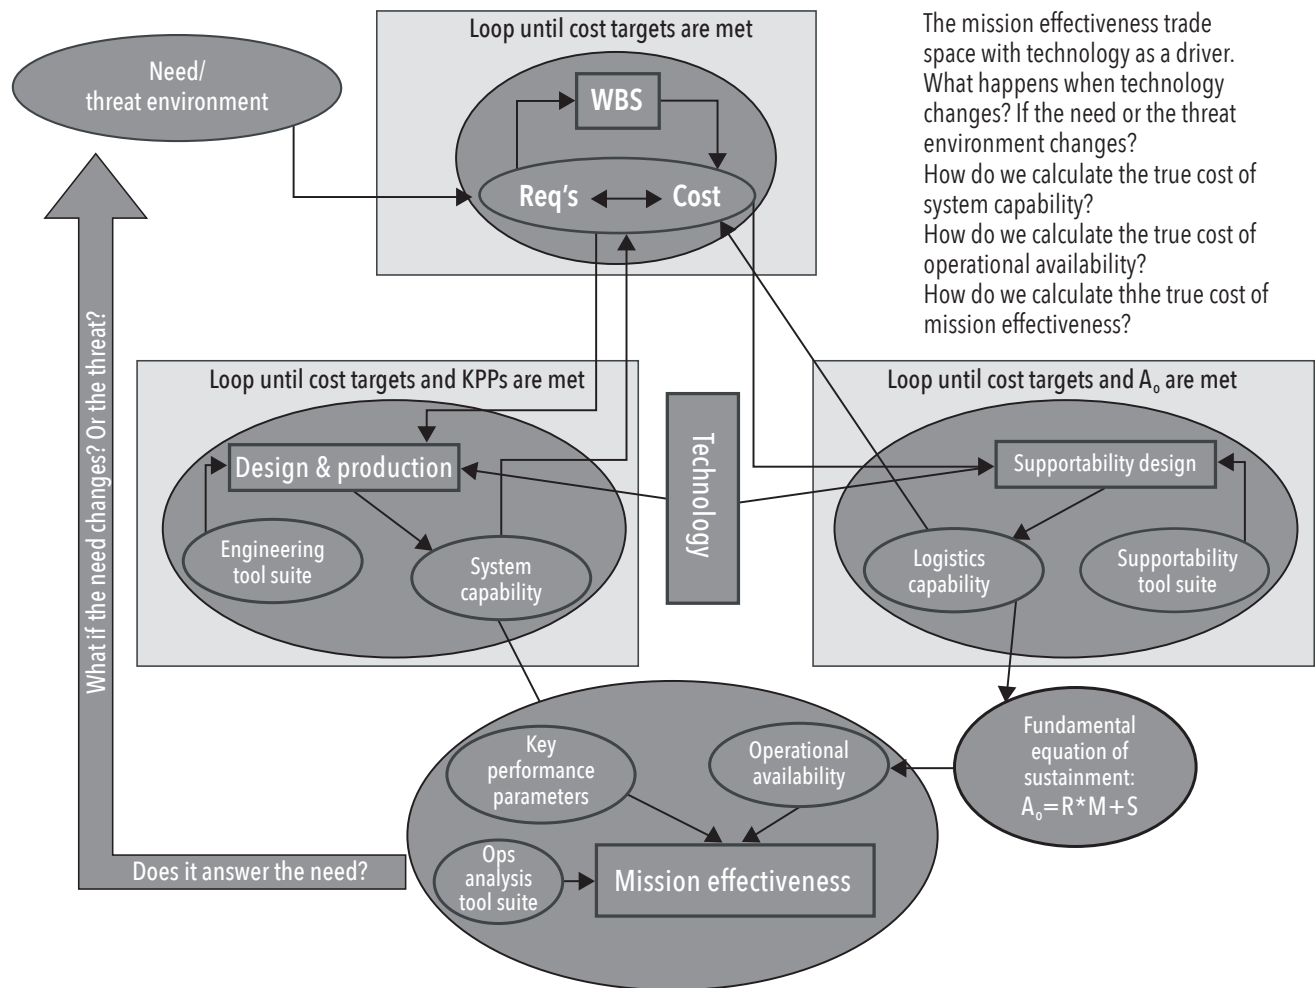 Loop until cost targets are met
Need/
threat environment
WBS
Req's
Cost
The mission effectiveness trade
space with technology as a driver.
What happens when technology
changes? If the need or the threat
environment changes?
How do we calculate the true cost of
system capability?
How do we calculate the true cost of
operational availability?
How do we calculate thhe true cost of
mission effectiveness?
What if the need changes? Or the threat?
Loop until cost targets and KPPs are met
Design & production
Engineering
tool suite
System
capability
Technology
Loop until cost targets and Aₒ are met
Supportability design
Logistics
capability
Supportability
tool suite
Key
performance
parameters
Operational
availability
Fundamental
equation of
sustainment:
Aₒ=R*M+S
Does it answer the need?
Ops
analysis
tool suite
Mission effectiveness